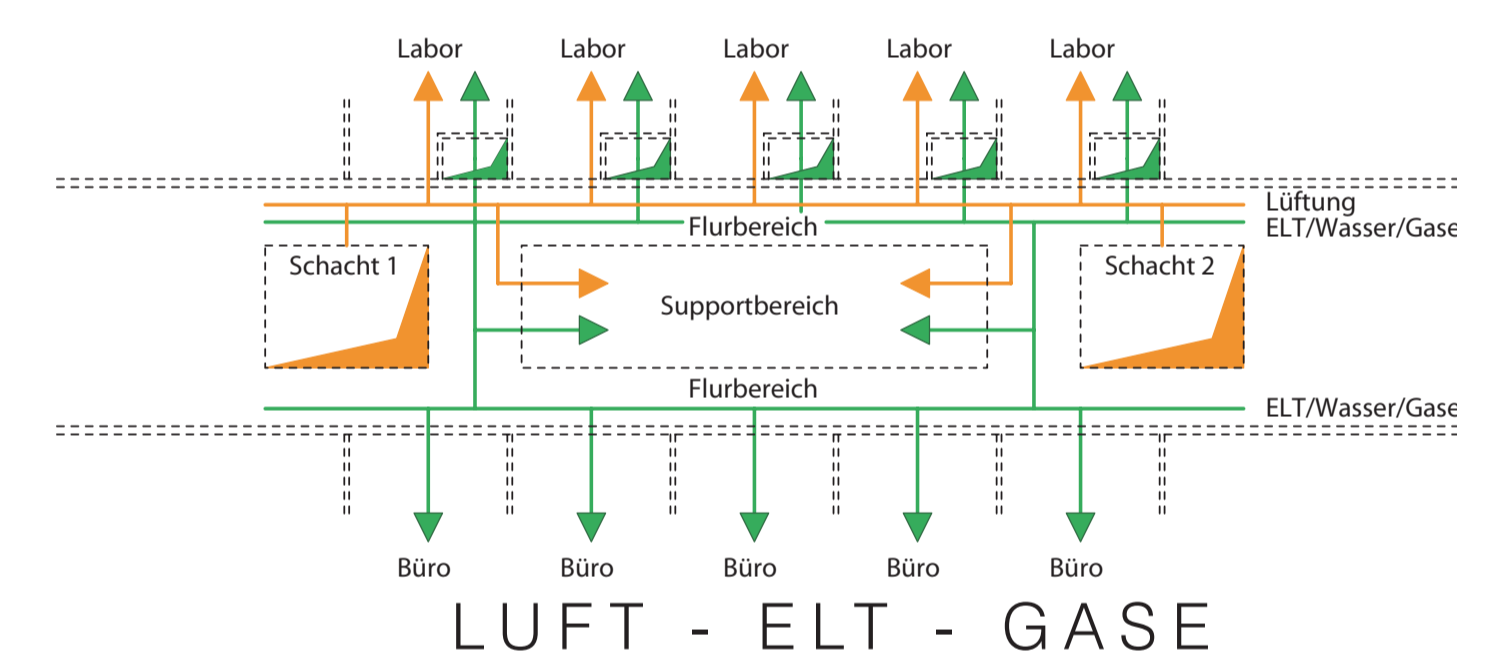 Labor Labor Labor Labor Labor
Lüftung
Flurbereich ELT/Wasser/Gase
Schacht 1 Schacht 2
Supportbereich
Flurbereich
ELT/Wasser/Gase
Büro Büro Büro Büro Büro
LUFT - ELT - GASE